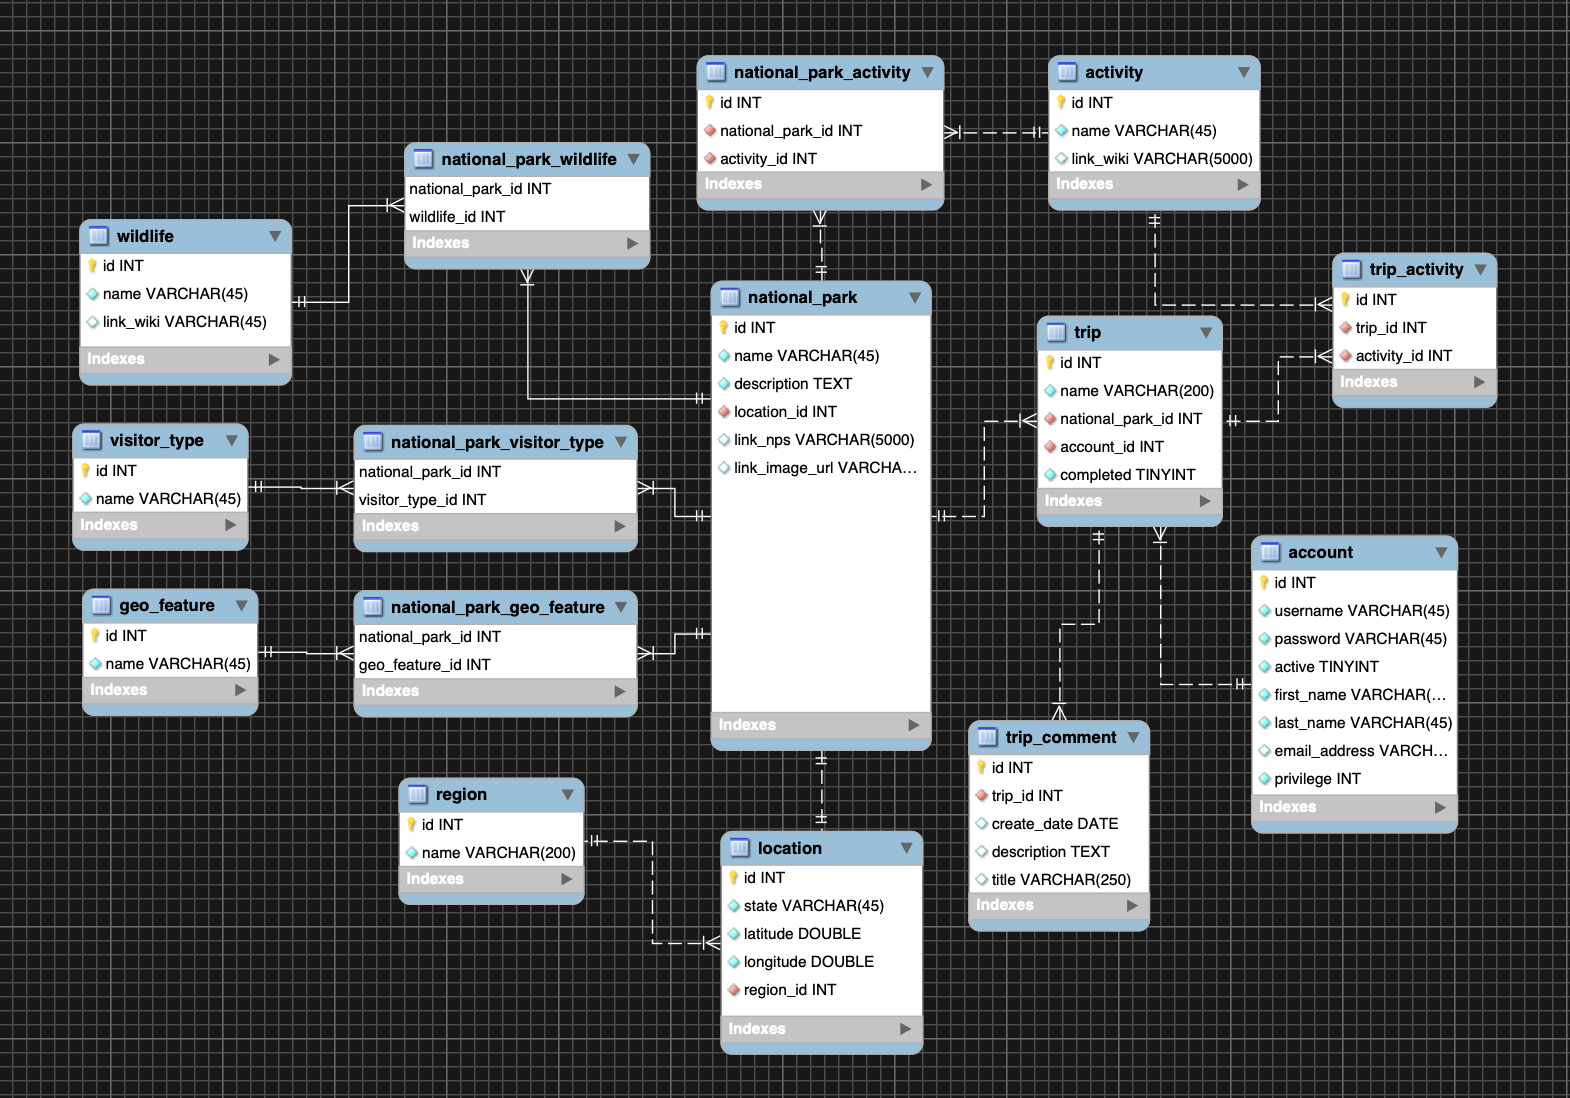 national_park_activity
id INT
national_park_id INT
activity_id INT
Indexes
activity
id INT
name VARCHAR(45)
link_wiki VARCHAR(5000)
Indexes
national_park_wildlife
national_park_id INT
wildlife_id INT
Indexes
wildlife
id INT
name VARCHAR(45)
link_wiki VARCHAR(45)
Indexes
national_park
id INT
name VARCHAR(45)
description TEXT
location_id INT
link_nps VARCHAR(5000)
link_image_url VARCHA...
Indexes
trip_activity
id INT
trip_id INT
activity_id INT
Indexes
trip
id INT
name VARCHAR(200)
national_park_id INT
account_id INT
completed TINYINT
Indexes
visitor_type
id INT
name VARCHAR(45)
Indexes
national_park_visitor_type
national_park_id INT
visitor_type_id INT
Indexes
geo_feature
id INT
name VARCHAR(45)
Indexes
national_park_geo_feature
national_park_id INT
geo_feature_id INT
Indexes
account
id INT
username VARCHAR(45)
password VARCHAR(45)
active TINYINT
first_name VARCHAR(...
last_name VARCHAR(45)
email_address VARCH...
privilege INT
Indexes
trip_comment
id INT
trip_id INT
create_date DATE
description TEXT
title VARCHAR(250)
Indexes
region
id INT
name VARCHAR(200)
Indexes
location
id INT
state VARCHAR(45)
latitude DOUBLE
longitude DOUBLE
region_id INT
Indexes